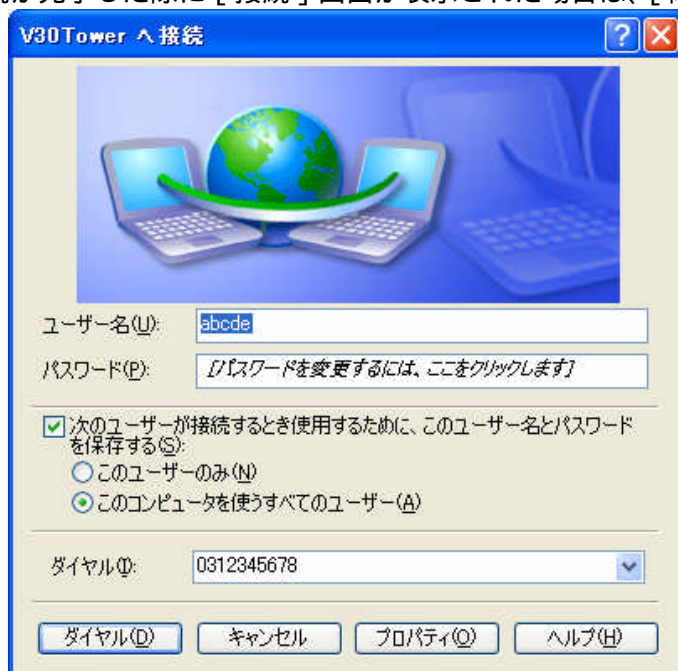 V30Tower へ接続
ユーザー名(U):
abcde
パスワード(P):
[パスワードを変更するには、ここをクリックします]
次のユーザーが接続するとき使用するために、このユーザー名とパスワード
を保存する(S):
このユーザーのみ(N)
このコンピュータを使うすべてのユーザー(A)
ダイヤル(I):
0312345678
ダイヤル(D)
キャンセル
プロパティ(O)
ヘルプ(H)